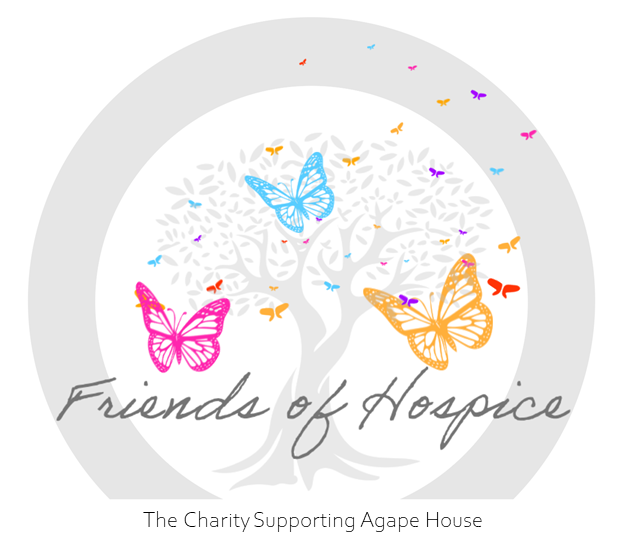 Friends of Hospice
The Charity Supporting Agape House